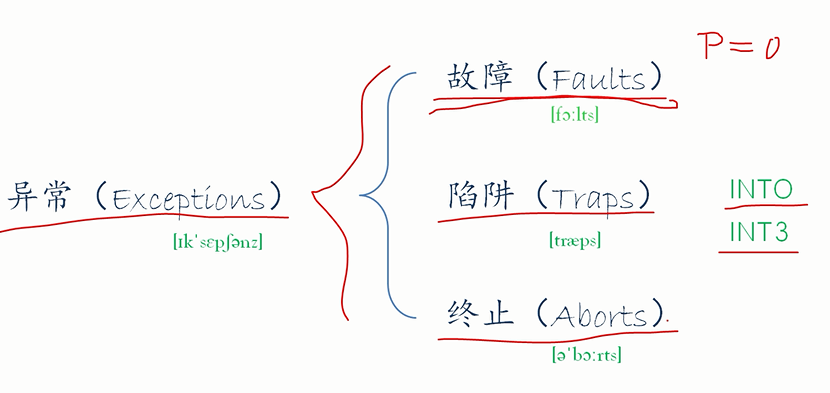 P=0
故障（Faults）
[fɔːlts]
异常（Exceptions）
[ɪkˈsɛpʃənz]
陷阱（Traps）
[træps]
INTO
INT3
终止（Aborts）.
[əˈbɔːrts]